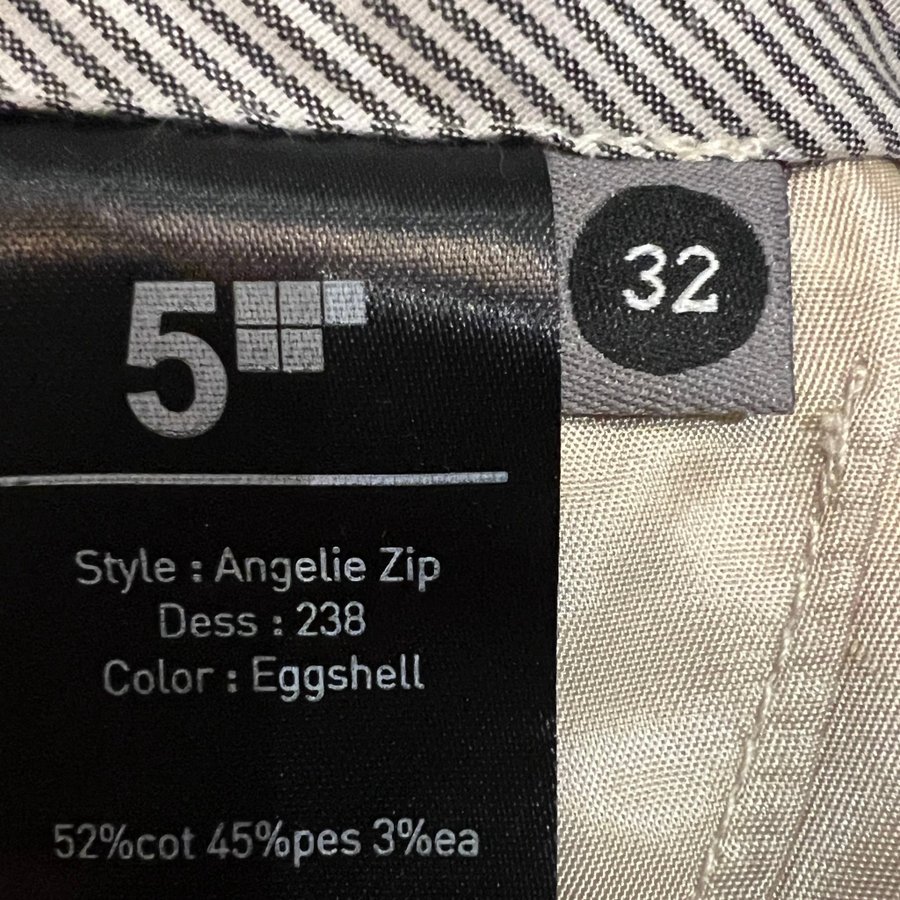 5
32
Style : Angelie Zip
Dess : 238
Color : Eggshell
52%cot 45%pes 3%ea